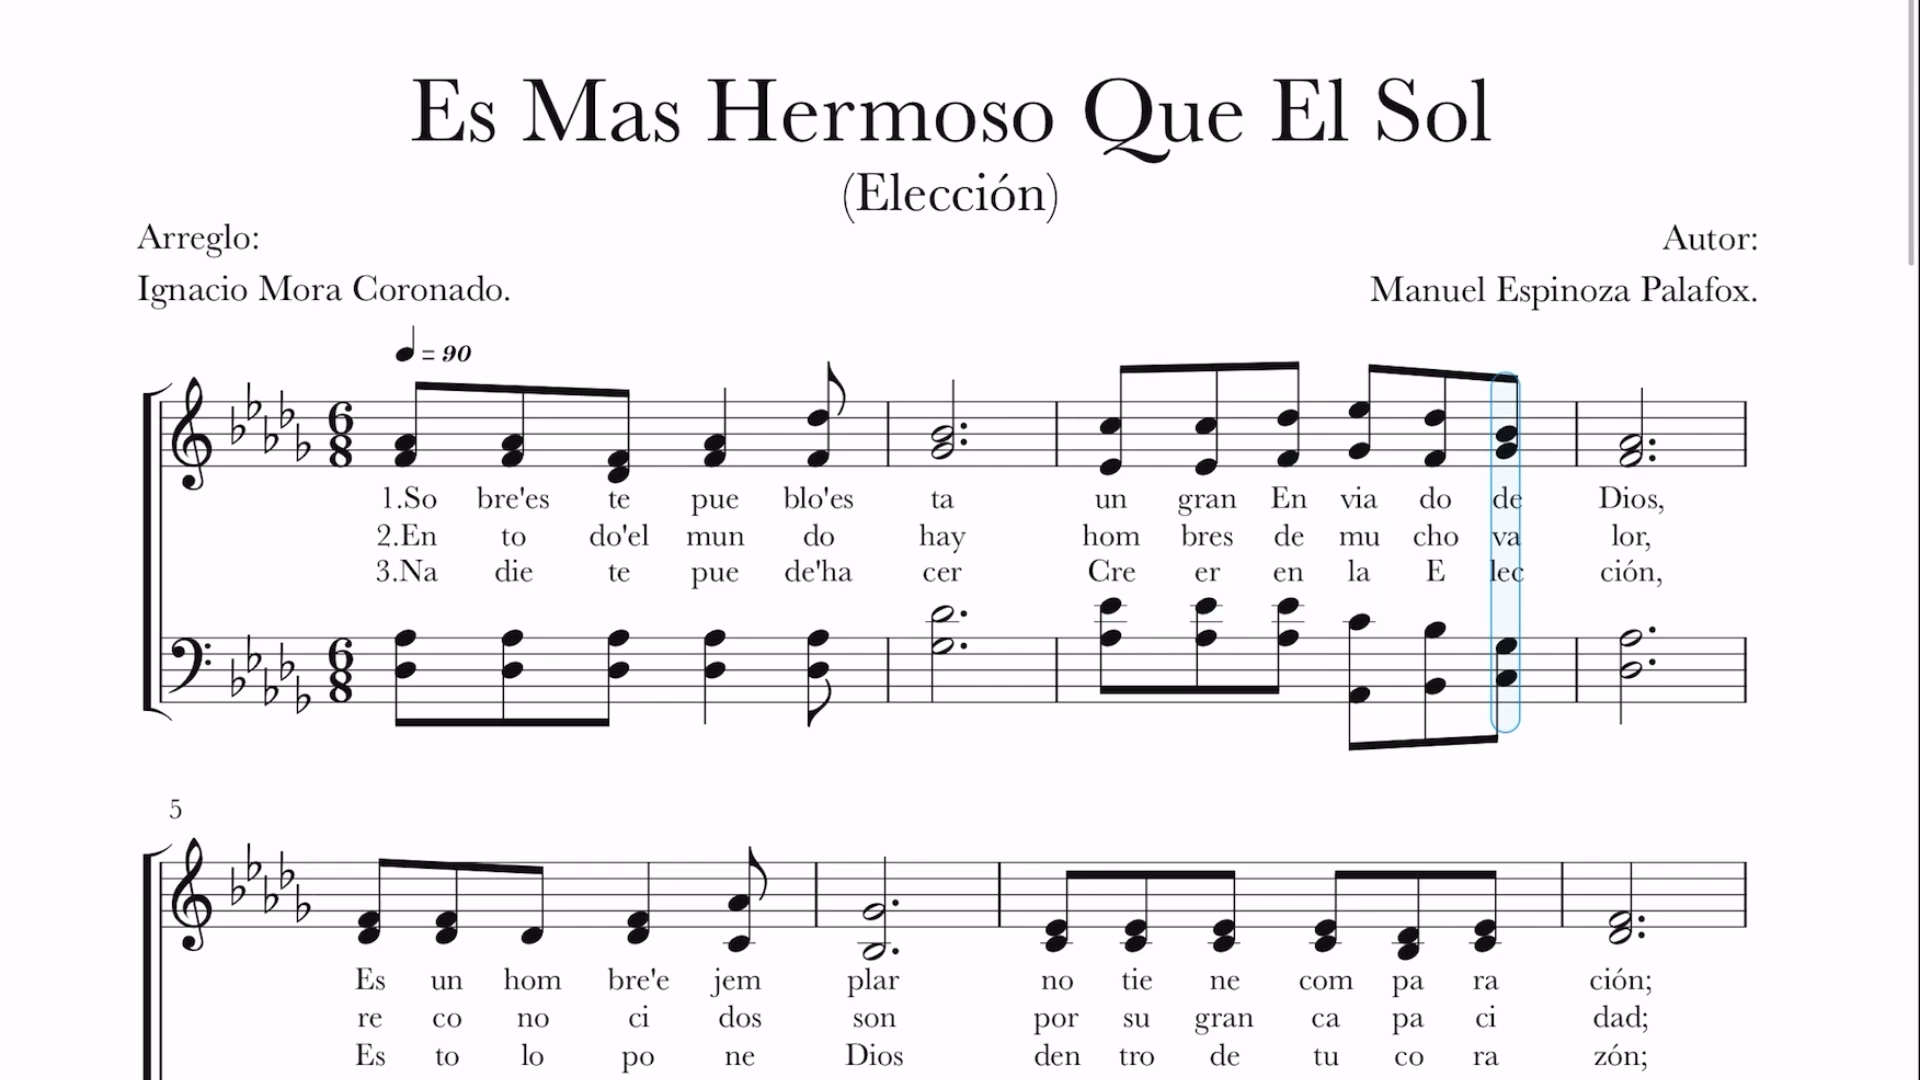 Es Mas Hermoso Que El Sol
(Elección)
Arreglo:
Autor:
Ignacio Mora Coronado.
Manuel Espinoza Palafox.
= 90
6 8
1.So bre'es te pue blo'es ta un gran En via do de Dios,
2.En to do'el mun do hay hom bres de mu cho va lor,
3.Na die te pue de'ha cer Cre er en la E lec ción,
6 8
5
Es un hom bre'e jem plar no tie ne com pa ra ción;
re co no ci dos son por su gran ca pa ci dad;
Es to lo po ne Dios den tro de tu co ra zón;